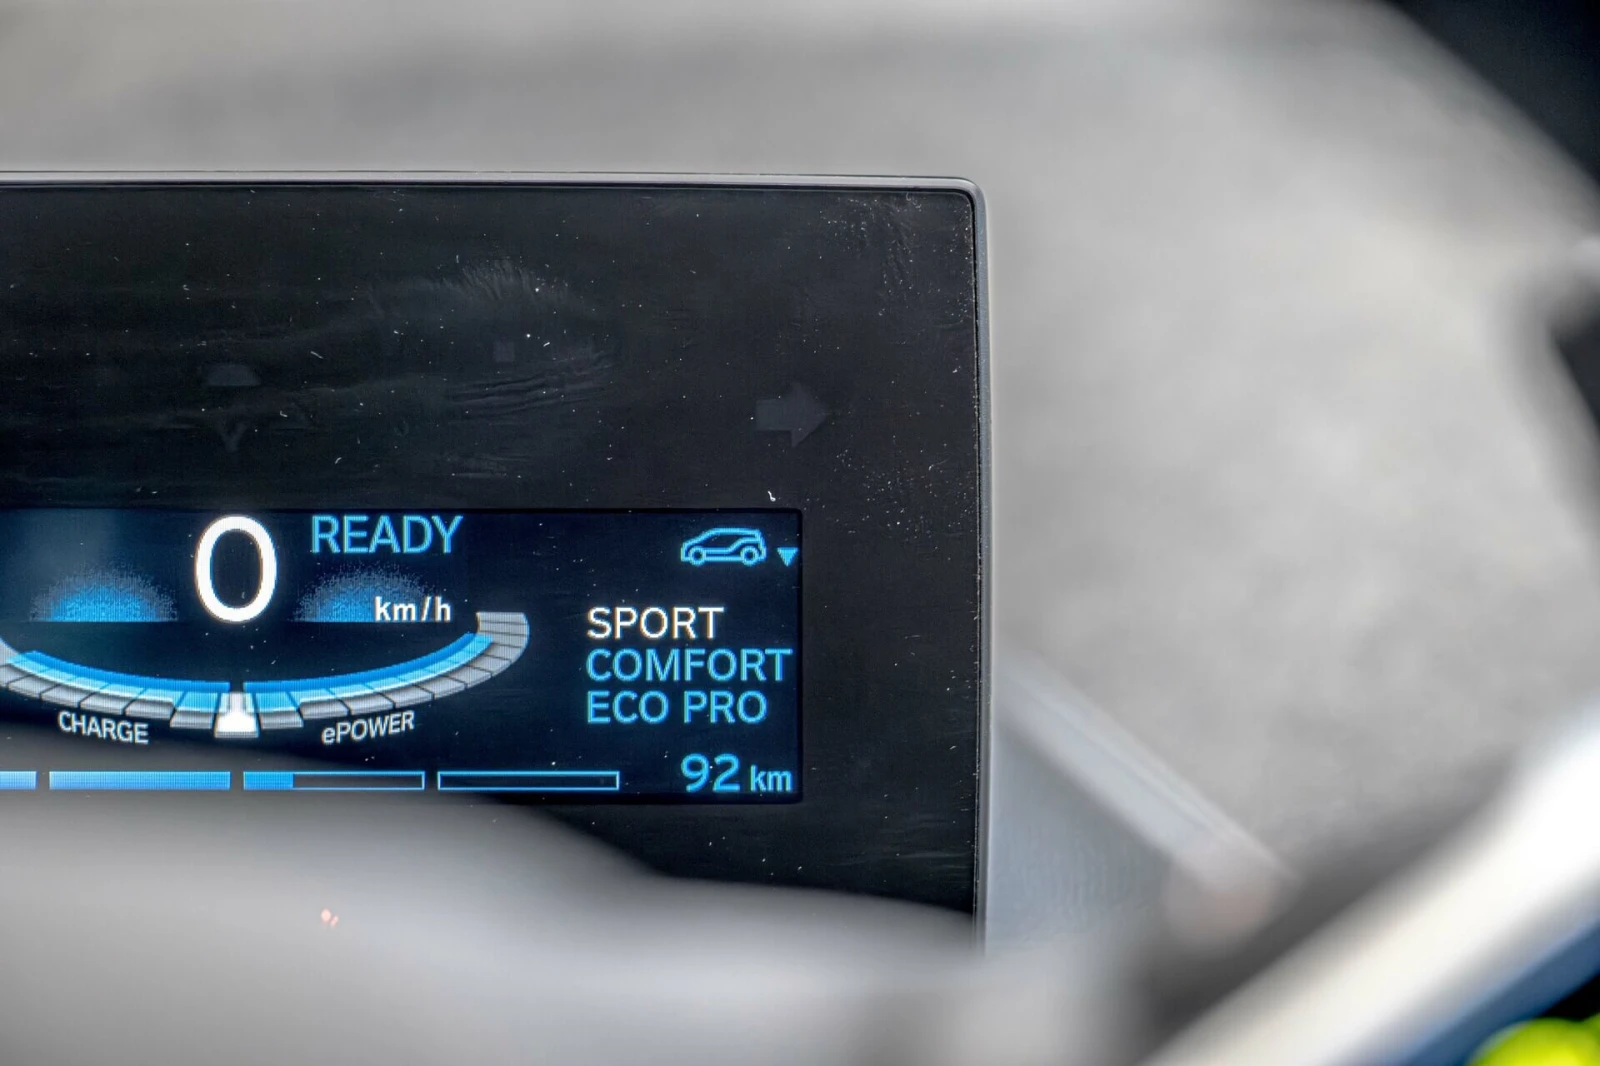 0 READY
km/h
SPORT
COMFORT
ECO PRO
CHARGE
ePOWER
92 km